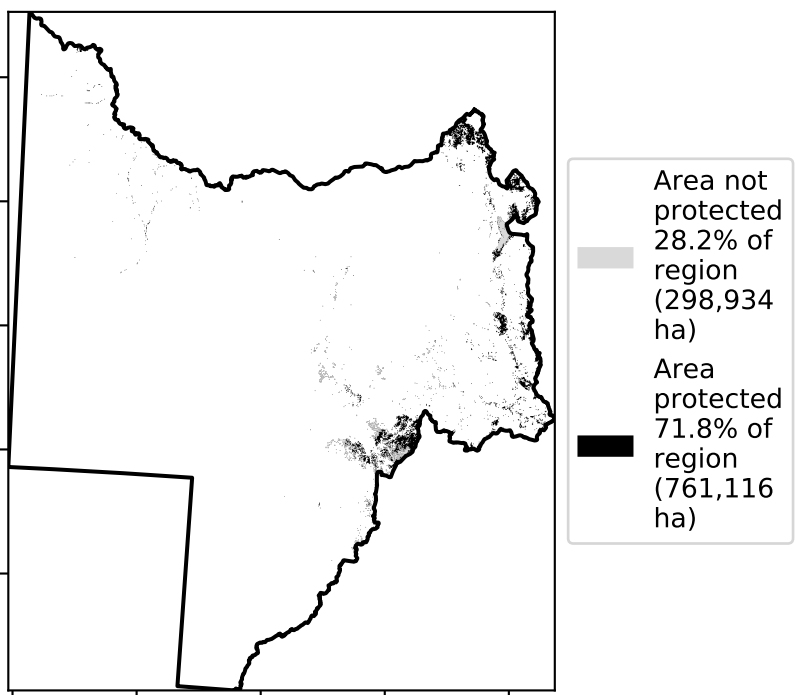 Area not
protected
28.2% of
region
(298,934
ha)
Area
protected
71.8% of
region
(761,116
ha)